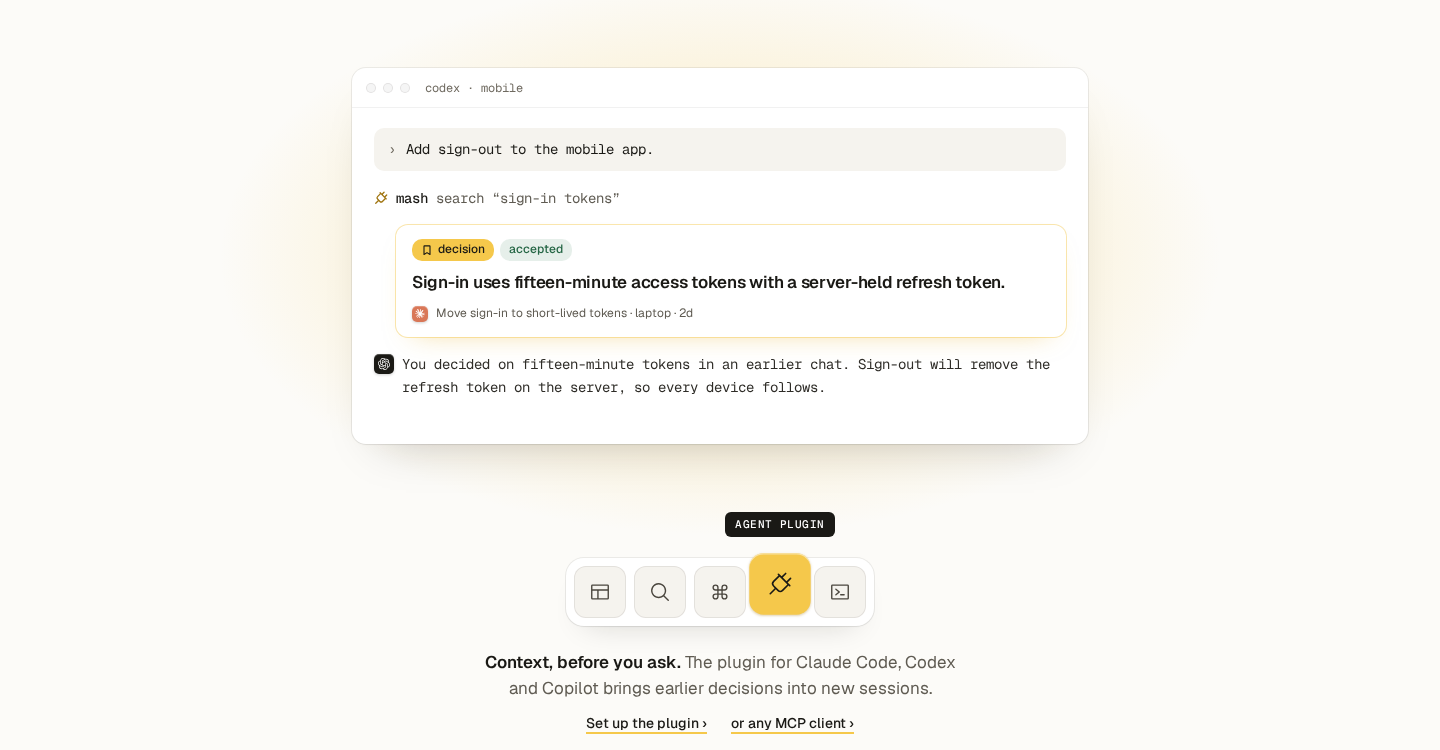 codex · mobile
› Add sign-out to the mobile app.
mash search “sign-in tokens”
decision accepted
Sign-in uses fifteen-minute access tokens with a server-held refresh token.
Move sign-in to short-lived tokens · laptop · 2d
You decided on fifteen-minute tokens in an earlier chat. Sign-out will remove the
refresh token on the server, so every device follows.
AGENT PLUGIN
Context, before you ask. The plugin for Claude Code, Codex
and Copilot brings earlier decisions into new sessions.
Set up the plugin › or any MCP client ›